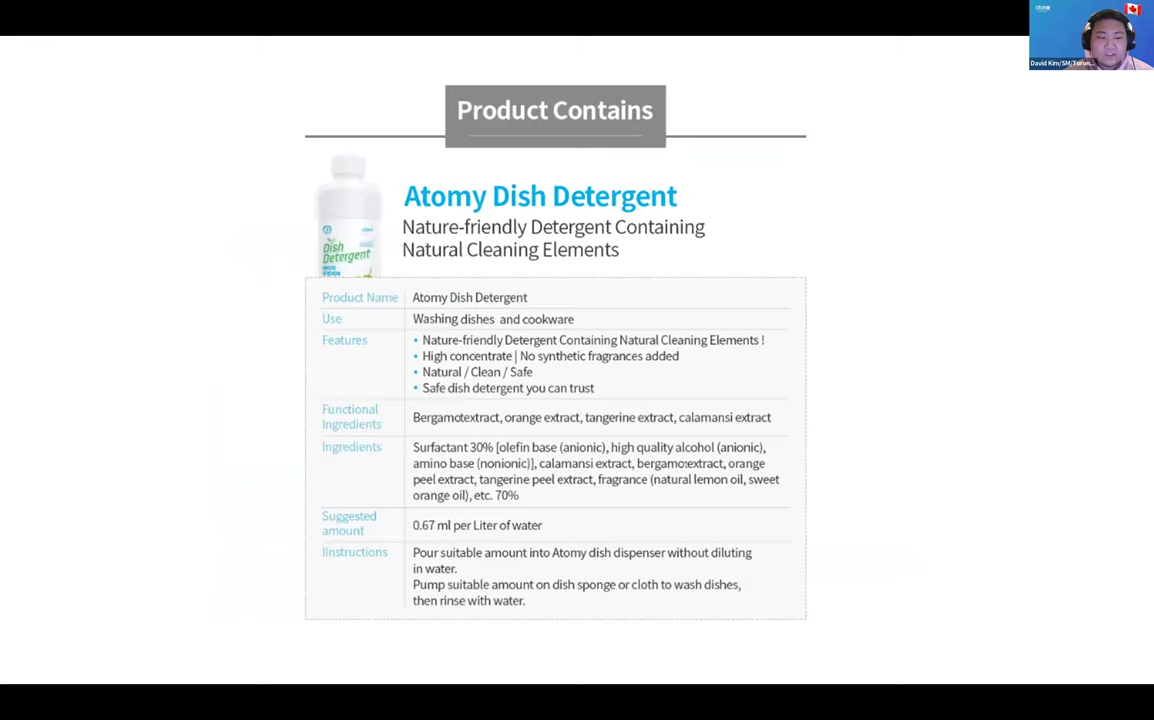 David Kim/SM/Toron...
Product Contains
Atomy Dish Detergent
Nature-friendly Detergent Containing
Natural Cleaning Elements
Dish
Detergent
Product Name Atomy Dish Detergent
Use Washing dishes and cookware
Features • Nature-friendly Detergent Containing Natural Cleaning Elements !
• High concentrate | No synthetic fragrances added
• Natural / Clean / Safe
• Safe dish detergent you can trust
Functional
Ingredients Bergamotextract, orange extract, tangerine extract, calamansi extract
Ingredients Surfactant 30% [olefin base (anionic), high quality alcohol (anionic),
amino base (nonionic)], calamansi extract, bergamotextract, orange
peel extract, tangerine peel extract, fragrance (natural lemon oil, sweet
orange oil), etc. 70%
Suggested
amount 0.67 ml per Liter of water
IInstructions Pour suitable amount into Atomy dish dispenser without diluting
in water.
Pump suitable amount on dish sponge or cloth to wash dishes,
then rinse with water.